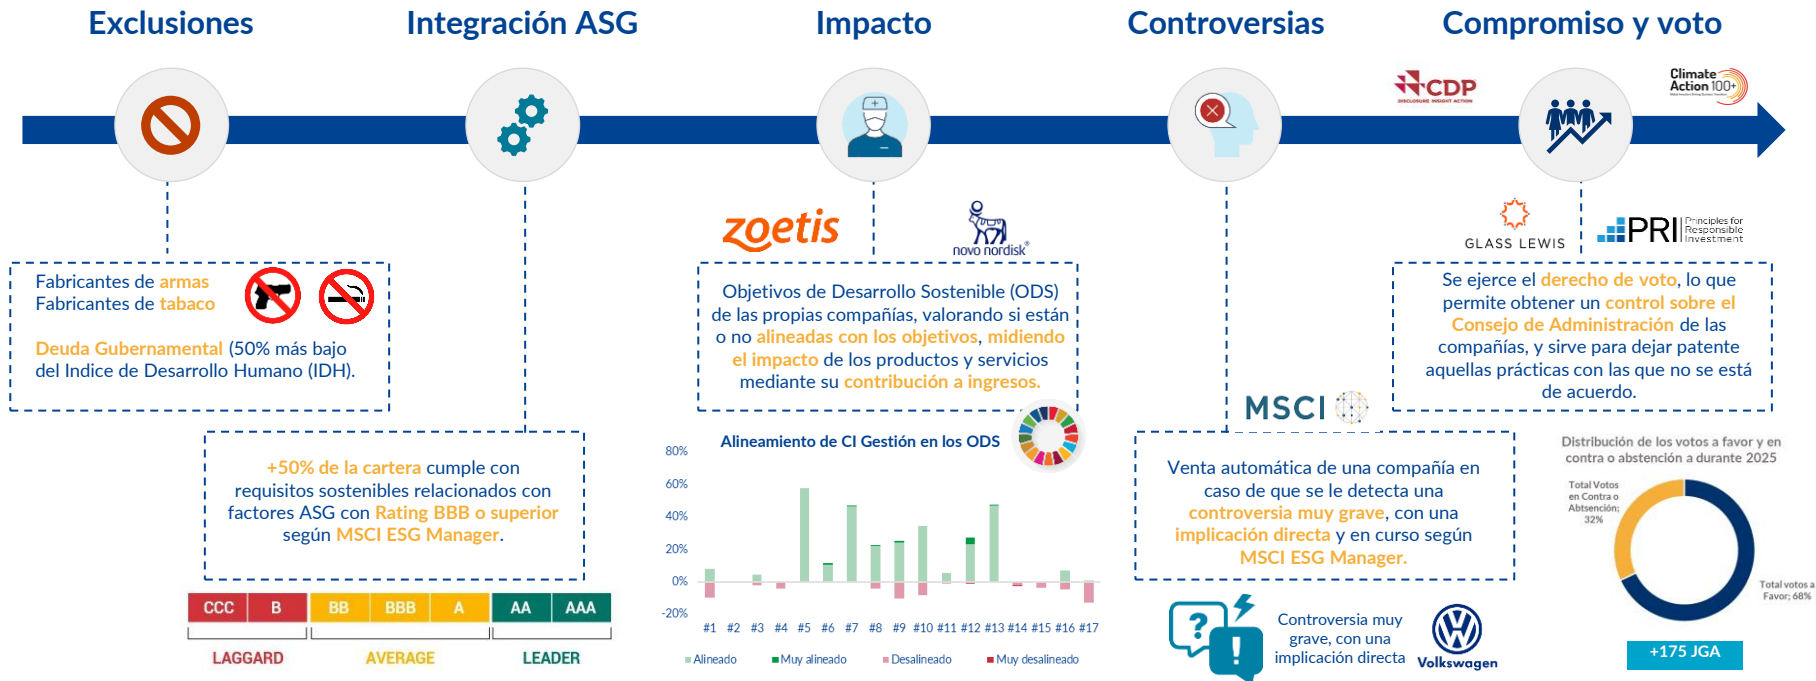 Exclusiones
Integración ASG
Impacto
Controversias
Compromiso y voto
CDP
DISCLOSURE INSIGHT ACTION
Climate
Action 100+
zoetis
novo nordisk®
GLASS LEWIS
PRI
Principles for
Responsible
Investment
Fabricantes de armas
Fabricantes de tabaco
Deuda Gubernamental (50% más bajo
del Indice de Desarrollo Humano (IDH).
+50% de la cartera cumple con
requisitos sostenibles relacionados con
factores ASG con Rating BBB o superior
según MSCI ESG Manager.
CCC
B
BB
BBB
A
AA
AAA
LAGGARD
AVERAGE
LEADER
Objetivos de Desarrollo Sostenible (ODS)
de las propias compañías, valorando si están
o no alineadas con los objetivos, midiendo
el impacto de los productos y servicios
mediante su contribución a ingresos.
Alineamiento de CI Gestión en los ODS
80%
60%
40%
20%
0%
-20%
#1 #2 #3 #4 #5 #6 #7 #8 #9 #10 #11 #12 #13 #14 #15 #16 #17
Alineado
Muy alineado
Desalineado
Muy desalineado
MSCI
Venta automática de una compañía en
caso de que se le detecta una
controversia muy grave, con una
implicación directa y en curso según
MSCI ESG Manager.
?
!
Controversia muy
grave, con una
implicación directa
Volkswagen
Se ejerce el derecho de voto, lo que
permite obtener un control sobre el
Consejo de Administración de las
compañías, y sirve para dejar patente
aquellas prácticas con las que no se está
de acuerdo.
Distribución de los votos a favor y en
contra o abstención a durante 2025
Total Votos
en Contra o
Abtsención;
32%
Total votos a
Favor; 68%
+175 JGA